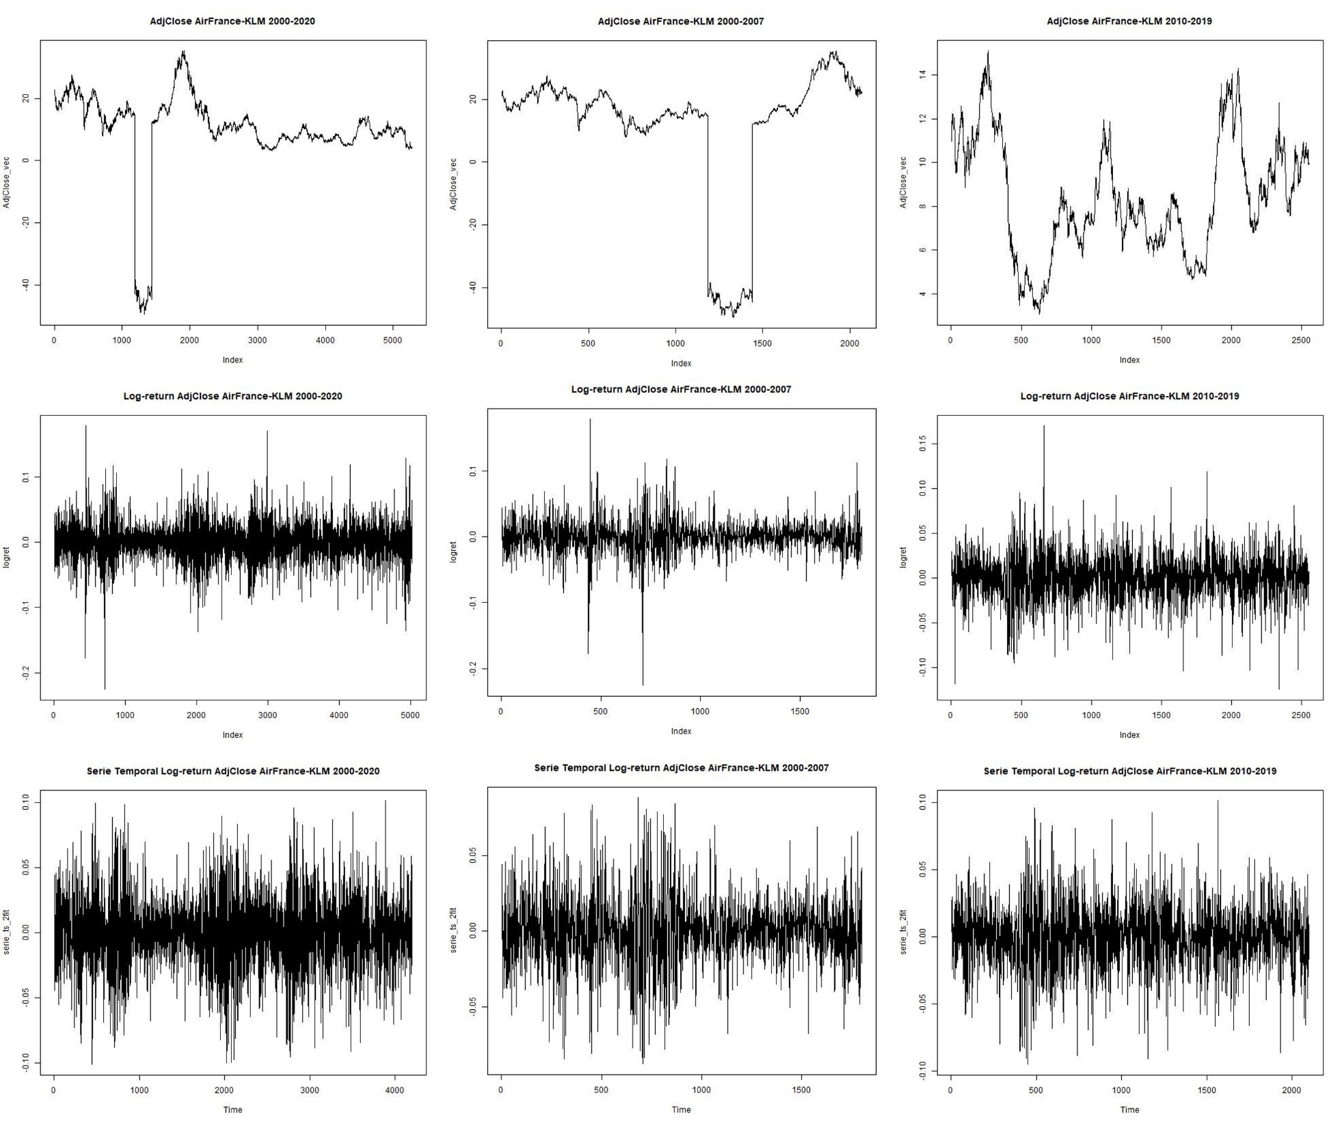 AdjClose AirFrance-KLM 2000-2020
AdjClose_vec
20
0
-20
-40
0 1000 2000 3000 4000 5000
Index
AdjClose AirFrance-KLM 2000-2007
AdjClose_vec
20
0
-20
-40
0 500 1000 1500 2000
Index
AdjClose AirFrance-KLM 2010-2019
AdjClose_vec
14
12
10
8
6
4
0 500 1000 1500 2000 2500
Index
Log-return AdjClose AirFrance-KLM 2000-2020
logret
0.1
0.0
-0.1
-0.2
0 1000 2000 3000 4000 5000
Index
Log-return AdjClose AirFrance-KLM 2000-2007
logret
0.1
0.0
-0.1
-0.2
0 500 1000 1500
Index
Log-return AdjClose AirFrance-KLM 2010-2019
logret
0.15
0.10
0.05
0.00
-0.05
-0.10
0 500 1000 1500 2000 2500
Index
Serie Temporal Log-return AdjClose AirFrance-KLM 2000-2020
serie_ts_2fit
0.10
0.05
0.00
-0.05
-0.10
0 1000 2000 3000 4000
Time
Serie Temporal Log-return AdjClose AirFrance-KLM 2000-2007
serie_ts_2fit
0.05
0.00
-0.05
0 500 1000 1500
Time
Serie Temporal Log-return AdjClose AirFrance-KLM 2010-2019
serie_ts_2fit
0.10
0.05
0.00
-0.05
-0.10
0 500 1000 1500 2000
Time